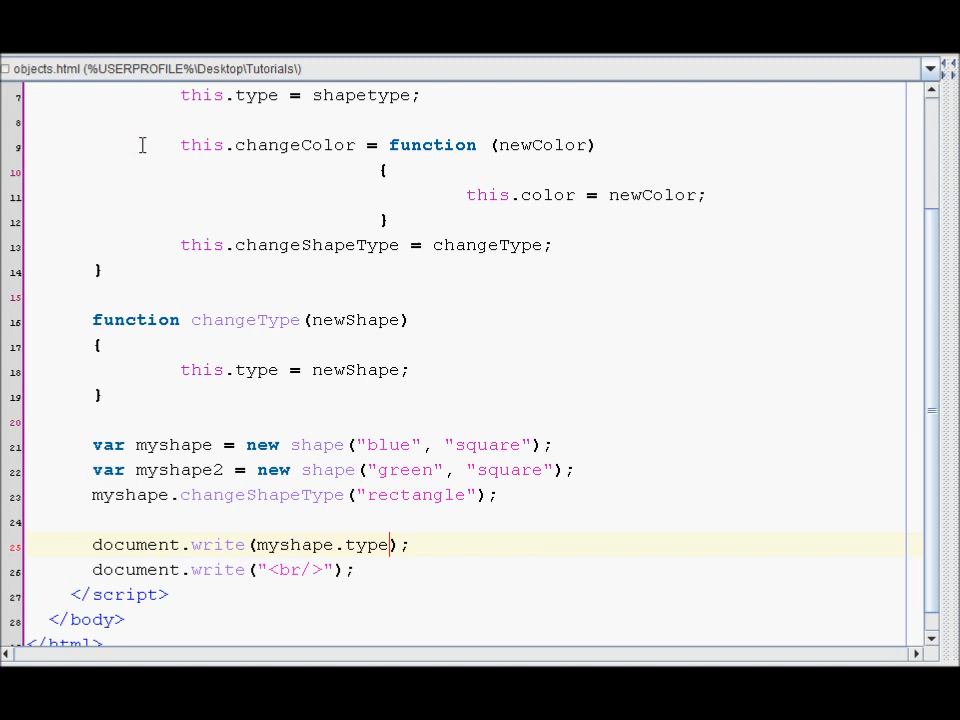 objects.html (%USERPROFILE%\Desktop\Tutorials\)
7 this.type = shapetype;
8
9 this.changeColor = function (newColor)
10 {
11 this.color = newColor;
12 }
13 this.changeShapeType = changeType;
14 }
15
16 function changeType(newShape)
17 {
18 this.type = newShape;
19 }
20
21 var myshape = new shape("blue", "square");
22 var myshape2 = new shape("green", "square");
23 myshape.changeShapeType("rectangle");
24
25 document.write(myshape.type);
26 document.write("<br/>");
27 </script>
28 </body>
</html>